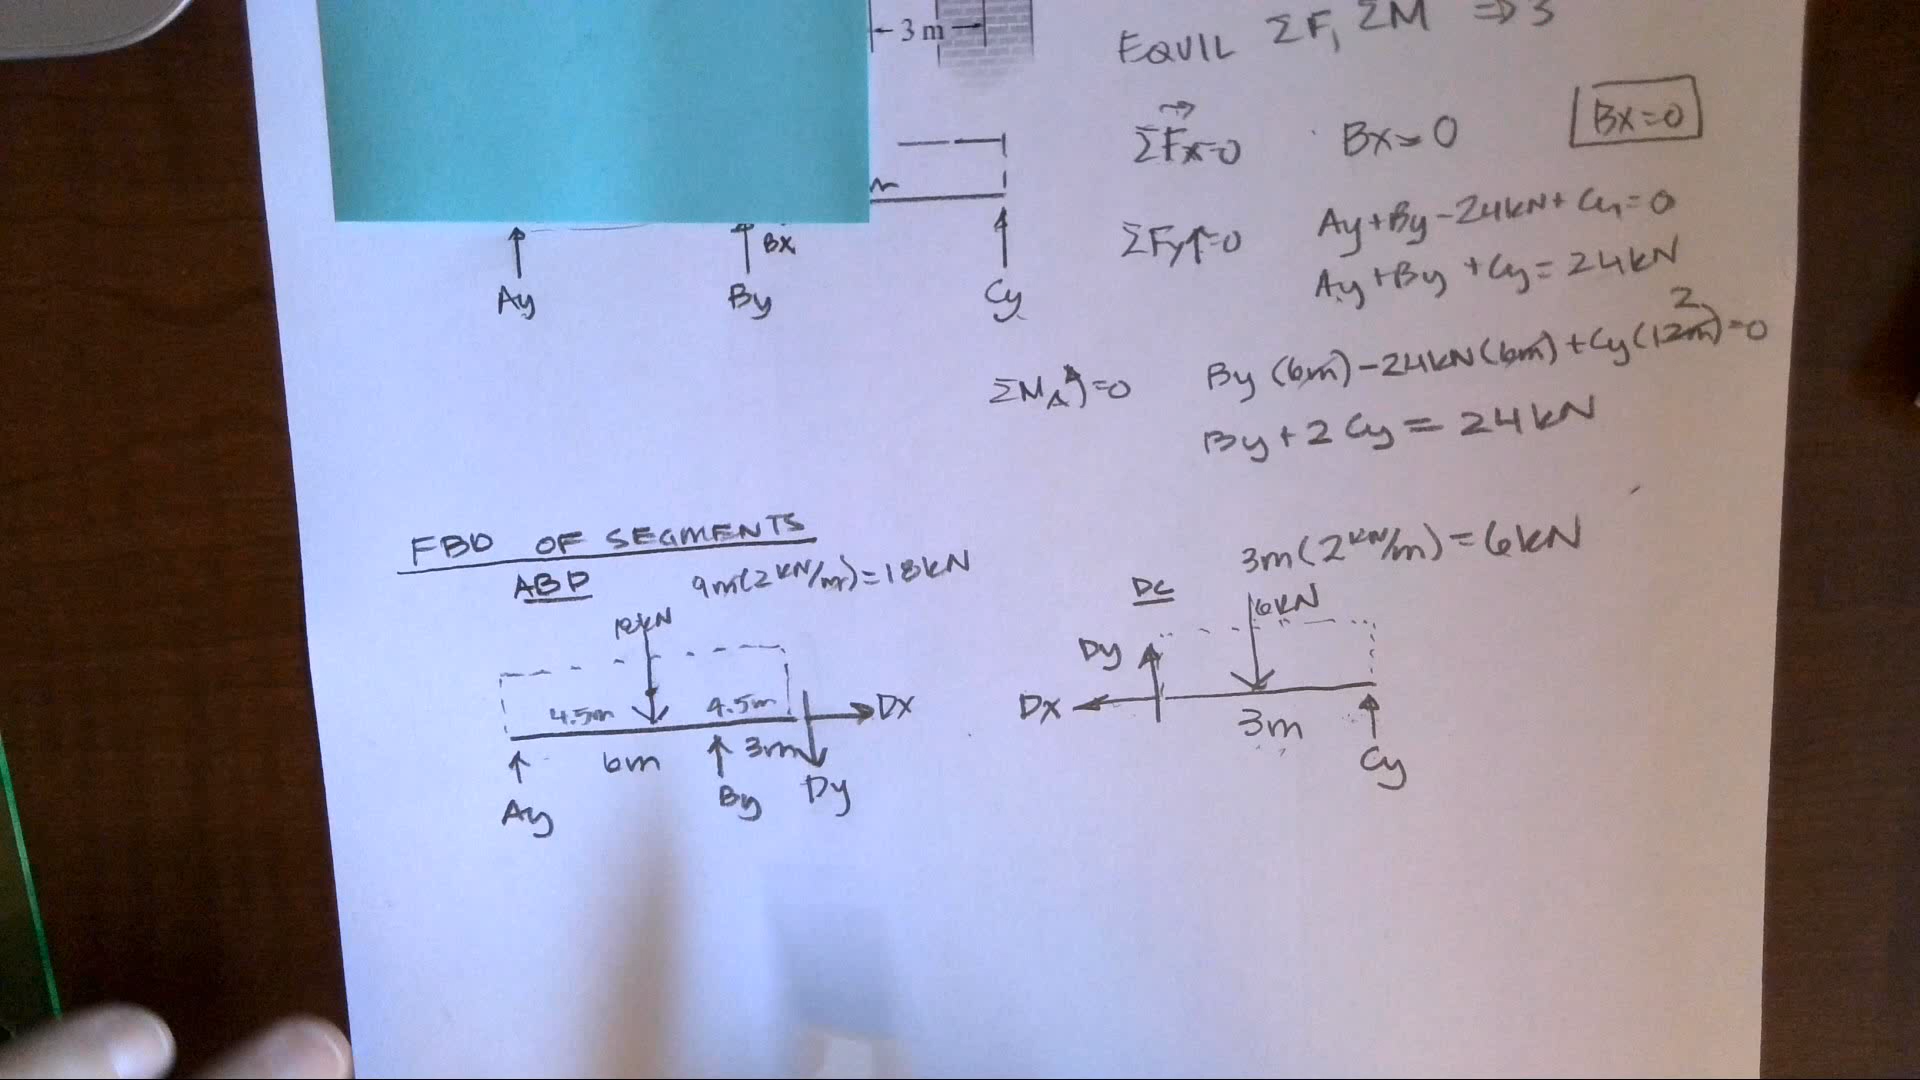 3 m
EQUIL ΣF, ΣM ⇒ 3
ΣFx=0 Bx=0 Bx=0
ΣFy↑=0 Ay+By-24kN+Cy=0
Ay+By+Cy=24kN
Bx
Ay By Cy
2
ΣMA=0 By(6m)-24kN(6m)+Cy(12m)=0
By+2Cy=24kN
FBD OF SEGMENTS
ABD 9m(2kN/m)=18kN
18kN
4.5m 4.5m Dx
6m 3m
Ay By Dy
3m(2kN/m)=6kN
DC
6kN
Dy
Dx
3m
Cy